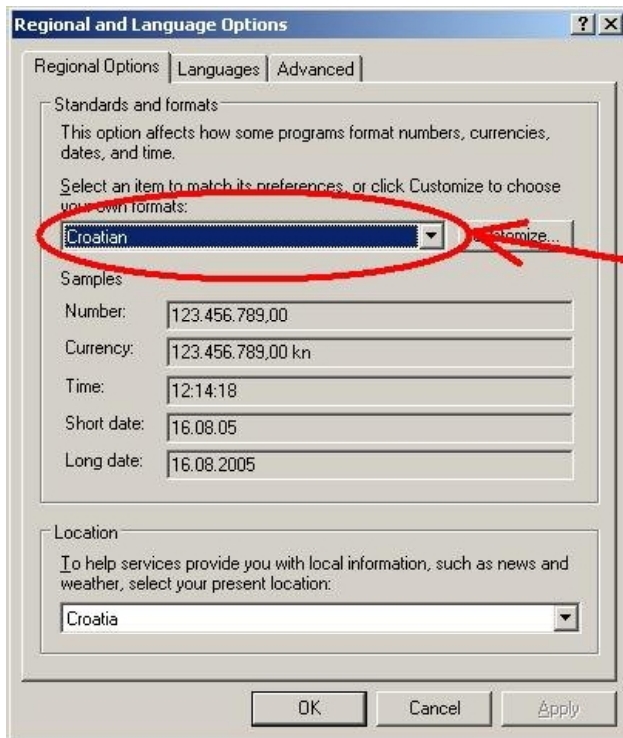 Regional and Language Options
Regional Options Languages Advanced
Standards and formats
This option affects how some programs format numbers, currencies,
dates, and time.
Select an item to match its preferences, or click Customize to choose
your own formats:
Croatian Customize...
Samples
Number: 123.456.789,00
Currency: 123.456.789,00 kn
Time: 12:14:18
Short date: 16.08.05
Long date: 16.08.2005
Location
To help services provide you with local information, such as news and
weather, select your present location:
Croatia
OK Cancel Apply